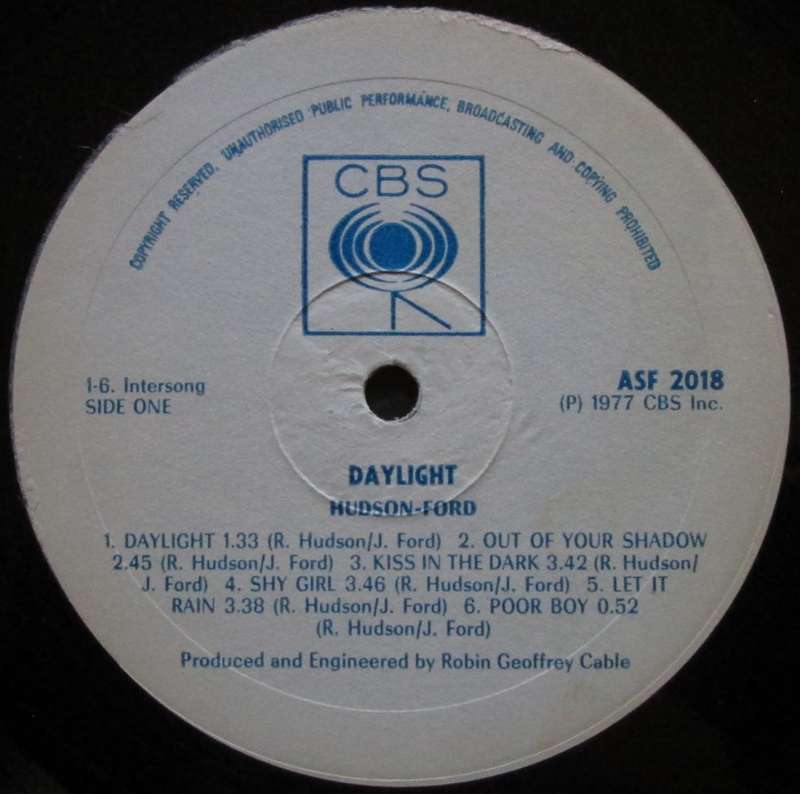 COPYRIGHT RESERVED, UNAUTHORISED PUBLIC PERFORMANCE, BROADCASTING AND COPYING PROHIBITED
CBS
1-6. Intersong
SIDE ONE
ASF 2018
(P) 1977 CBS Inc.
DAYLIGHT
HUDSON-FORD
1. DAYLIGHT 1.33 (R. Hudson/J. Ford) 2. OUT OF YOUR SHADOW
2.45 (R. Hudson/J. Ford) 3. KISS IN THE DARK 3.42 (R. Hudson/
J. Ford) 4. SHY GIRL 3.46 (R. Hudson/J. Ford) 5. LET IT
RAIN 3.38 (R. Hudson/J. Ford) 6. POOR BOY 0.52
(R. Hudson/J. Ford)
Produced and Engineered by Robin Geoffrey Cable